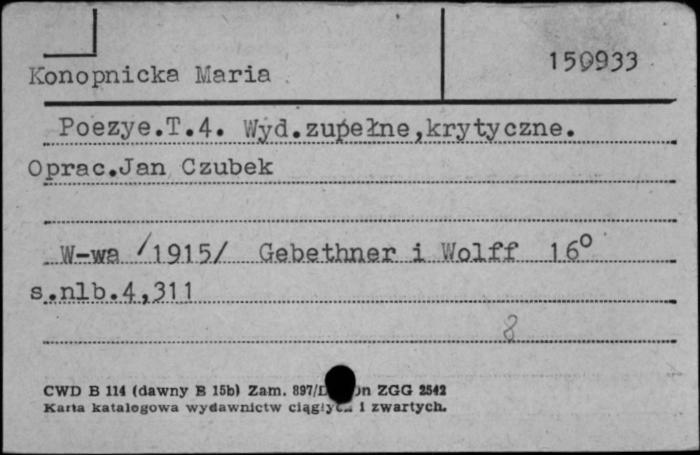 150933
Konopnicka Maria
Poezye.T.4. Wyd.zupełne,krytyczne.
Oprac.Jan Czubek
W-wa /1915/ Gebethner i Wolff 16°
s.nlb.4,311
8
CWD B 114 (dawny B 15b) Zam. 897/D ZGG 2542
Karta katalogowa wydawnictw ciągłych i zwartych.